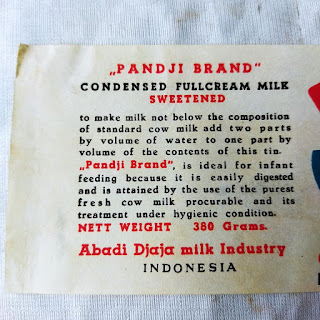 „PANDJI BRAND”
CONDENSED FULLCREAM MILK
SWEETENED
to make milk not below the composition
of standard cow milk add two parts
by volume of water to one part by
volume of the contents of this tin.
„Pandji Brand”, is ideal for infant
feeding because it is easily digested
and is attained by the use of the purest
fresh cow milk procurable and its
treatment under hygienic condition.
NETT WEIGHT 380 Grams.
Abadi Djaja milk Industry
INDONESIA